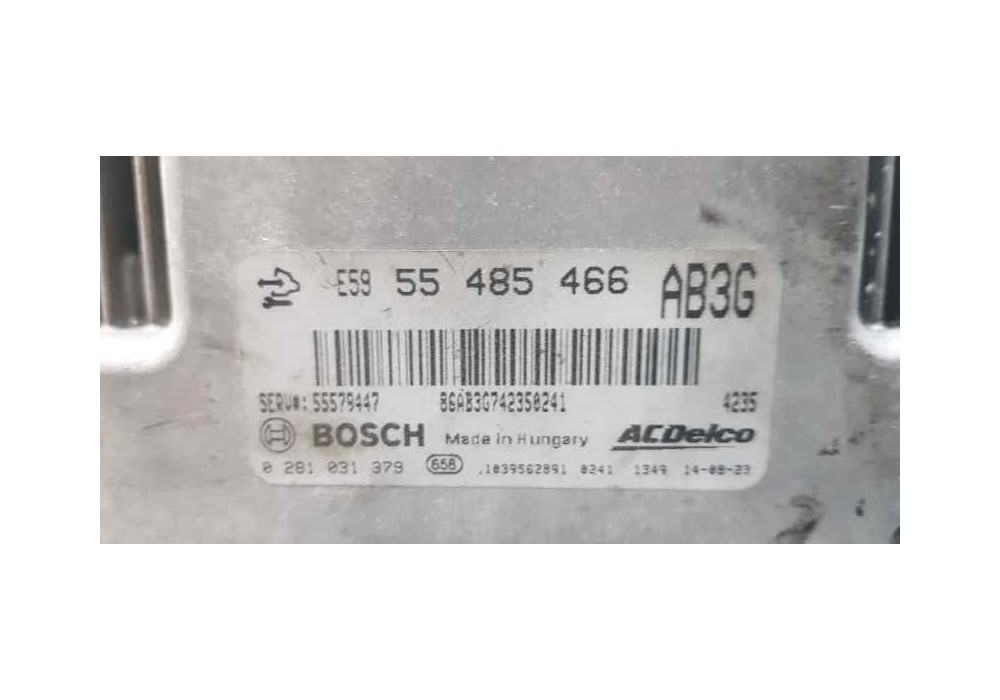 E59 55 485 466 AB3G
SERV#: 55579447 86AB3G742350241 4235
BOSCH Made in Hungary ACDelco
0 281 031 379 658 .1039562891 0241 1349 14-08-23